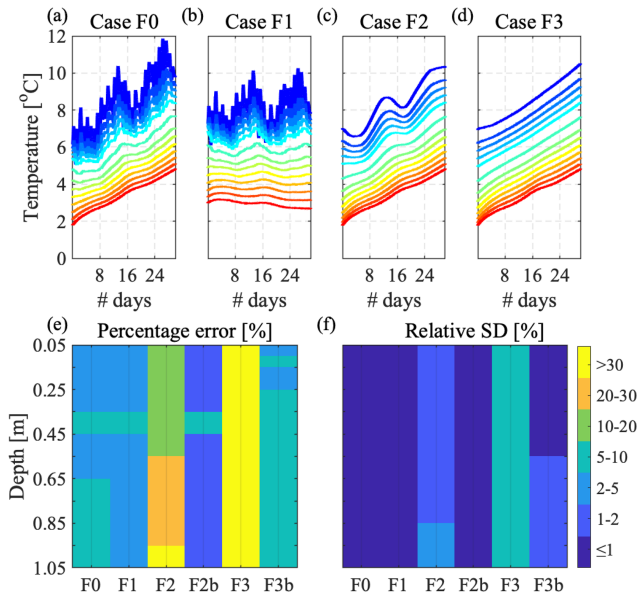 (a) Case F0 (b) Case F1 (c) Case F2 (d) Case F3
Temperature [°C]
12
10
8
6
4
2
0
8 16 24 8 16 24 8 16 24 8 16 24
# days # days # days # days
(e) Percentage error [%] (f) Relative SD [%]
Depth [m]
0.05
0.25
0.45
0.65
0.85
1.05
>30
20-30
10-20
5-10
2-5
1-2
≤1
F0 F1 F2 F2b F3 F3b F0 F1 F2 F2b F3 F3b